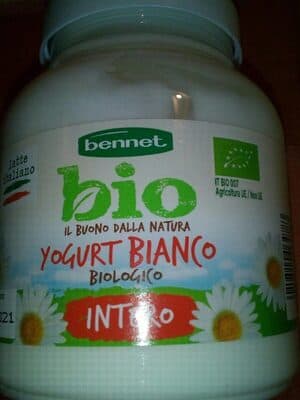 bennet
latte
italiano
bio
IT BIO 007
Agricoltura UE / Non UE
IL BUONO DALLA NATURA
YOGURT BIANCO
BIOLOGICO
INTERO